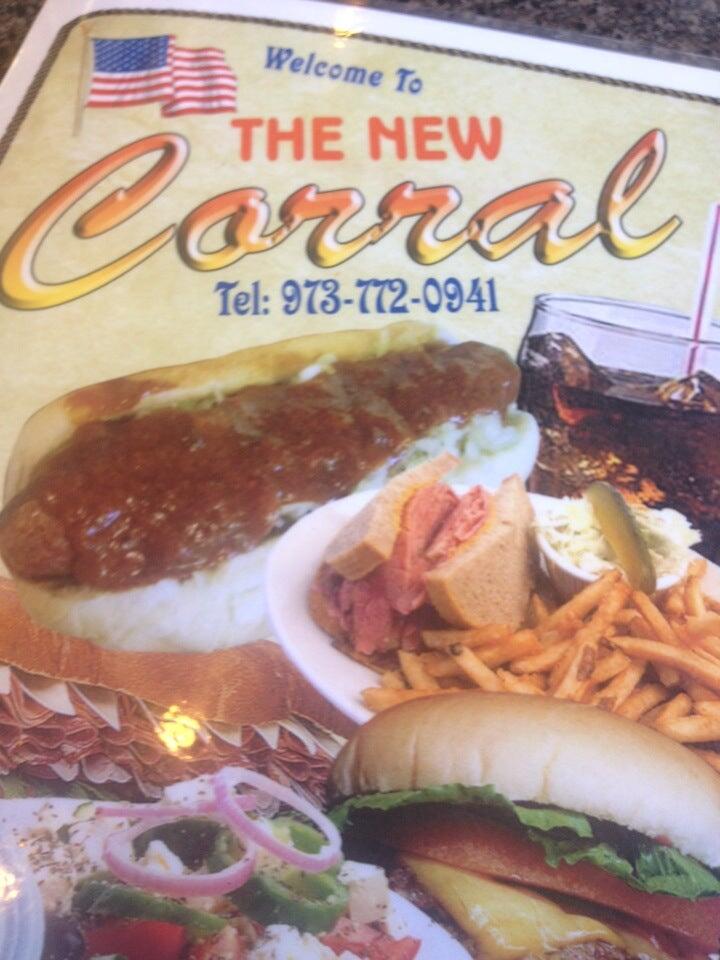 Welcome To
THE NEW
Corral
Tel: 973-772-0941